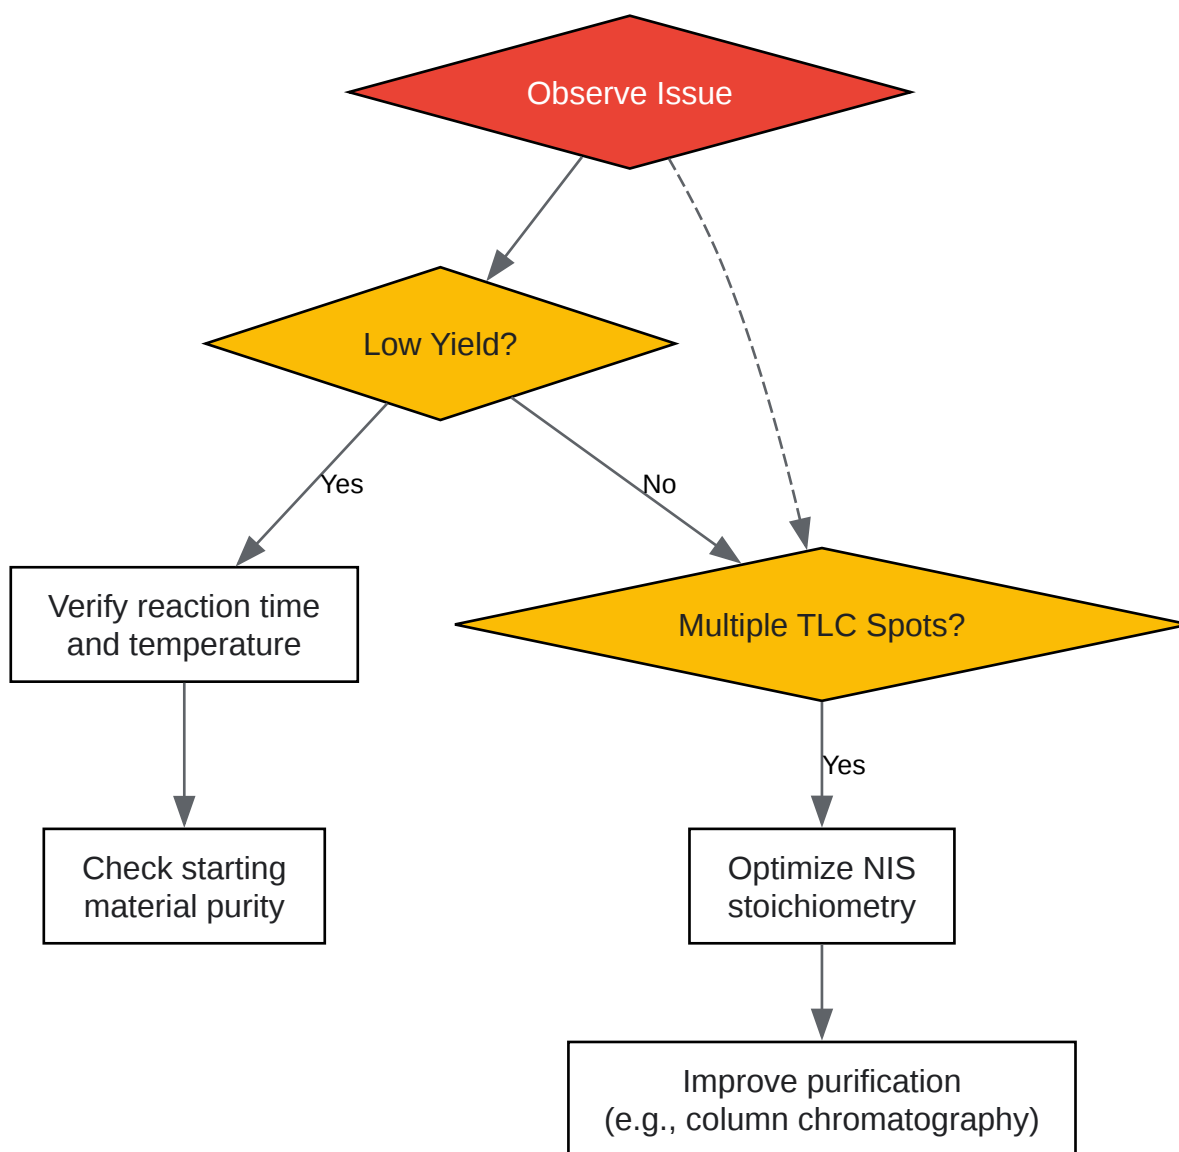 Observe Issue
Low Yield?
Yes
No
Verify reaction time
and temperature
Multiple TLC Spots?
Yes
Check starting
material purity
Optimize NIS
stoichiometry
Improve purification
(e.g., column chromatography)